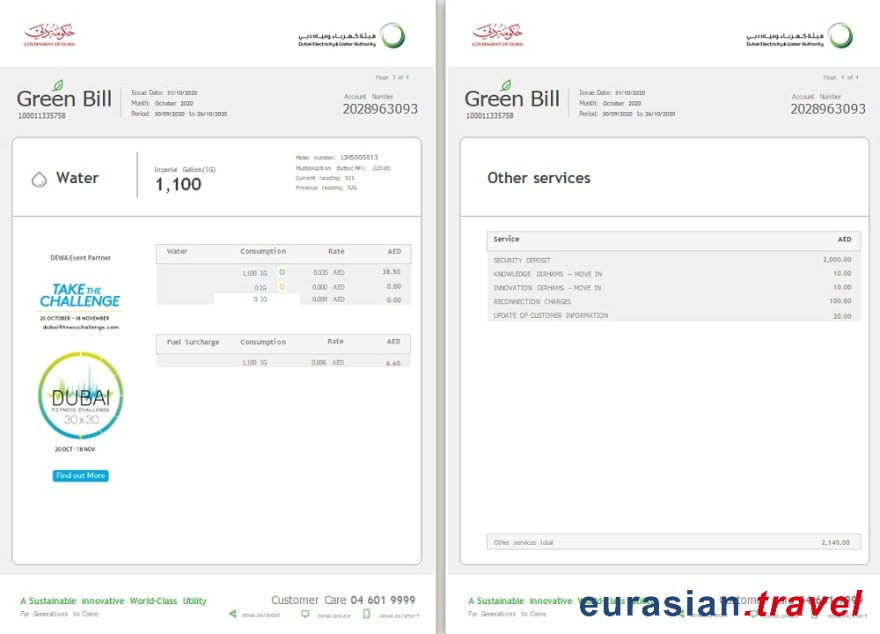 حكومة دبي
GOVERNMENT OF DUBAI
هيئة كهرباء ومياه دبي
Dubai Electricity & Water Authority
Page 3 of 4
Green Bill
100011335758
Issue Date: 31/10/2020
Month: October 2020
Period: 30/09/2020 to 26/10/2020
Account Number
2028963093
Water
Imperial Gallons(IG)
1,100
Meter number: 13HS005013
Multiplication factor(MF): 220.00
Current reading: 531
Previous reading: 526
DEWA Event Partner
TAKE THE
CHALLENGE
20 OCTOBER - 18 NOVEMBER
dubaifitnesschallenge.com
DUBAI
FITNESS CHALLENGE
30x30
20 OCT - 18 NOV
Find out More
Water Consumption Rate AED
1,100 IG 0.035 AED 38.50
0 IG 0.000 AED 0.00
0 IG 0.000 AED 0.00
Fuel Surcharge Consumption Rate AED
1,100 IG 0.006 AED 6.60
A Sustainable innovative World-Class Utility
For Generations to Come
Customer Care 04 601 9999
dewa.gov.ae
حكومة دبي
GOVERNMENT OF DUBAI
هيئة كهرباء ومياه دبي
Dubai Electricity & Water Authority
Page 4 of 4
Green Bill
100011335758
Issue Date: 31/10/2020
Month: October 2020
Period: 30/09/2020 to 26/10/2020
Account Number
2028963093
Other services
Service AED
SECURITY DEPOSIT 2,000.00
KNOWLEDGE DIRHAMS - MOVE IN 10.00
INNOVATION DIRHAMS - MOVE IN 10.00
RECONNECTION CHARGES 100.00
UPDATE OF CUSTOMER INFORMATION 20.00
Other services total 2,140.00
A Sustainable innovative World-Class Utility
For Generations to Come
Customer Care 04 601 9999
eurasian.travel